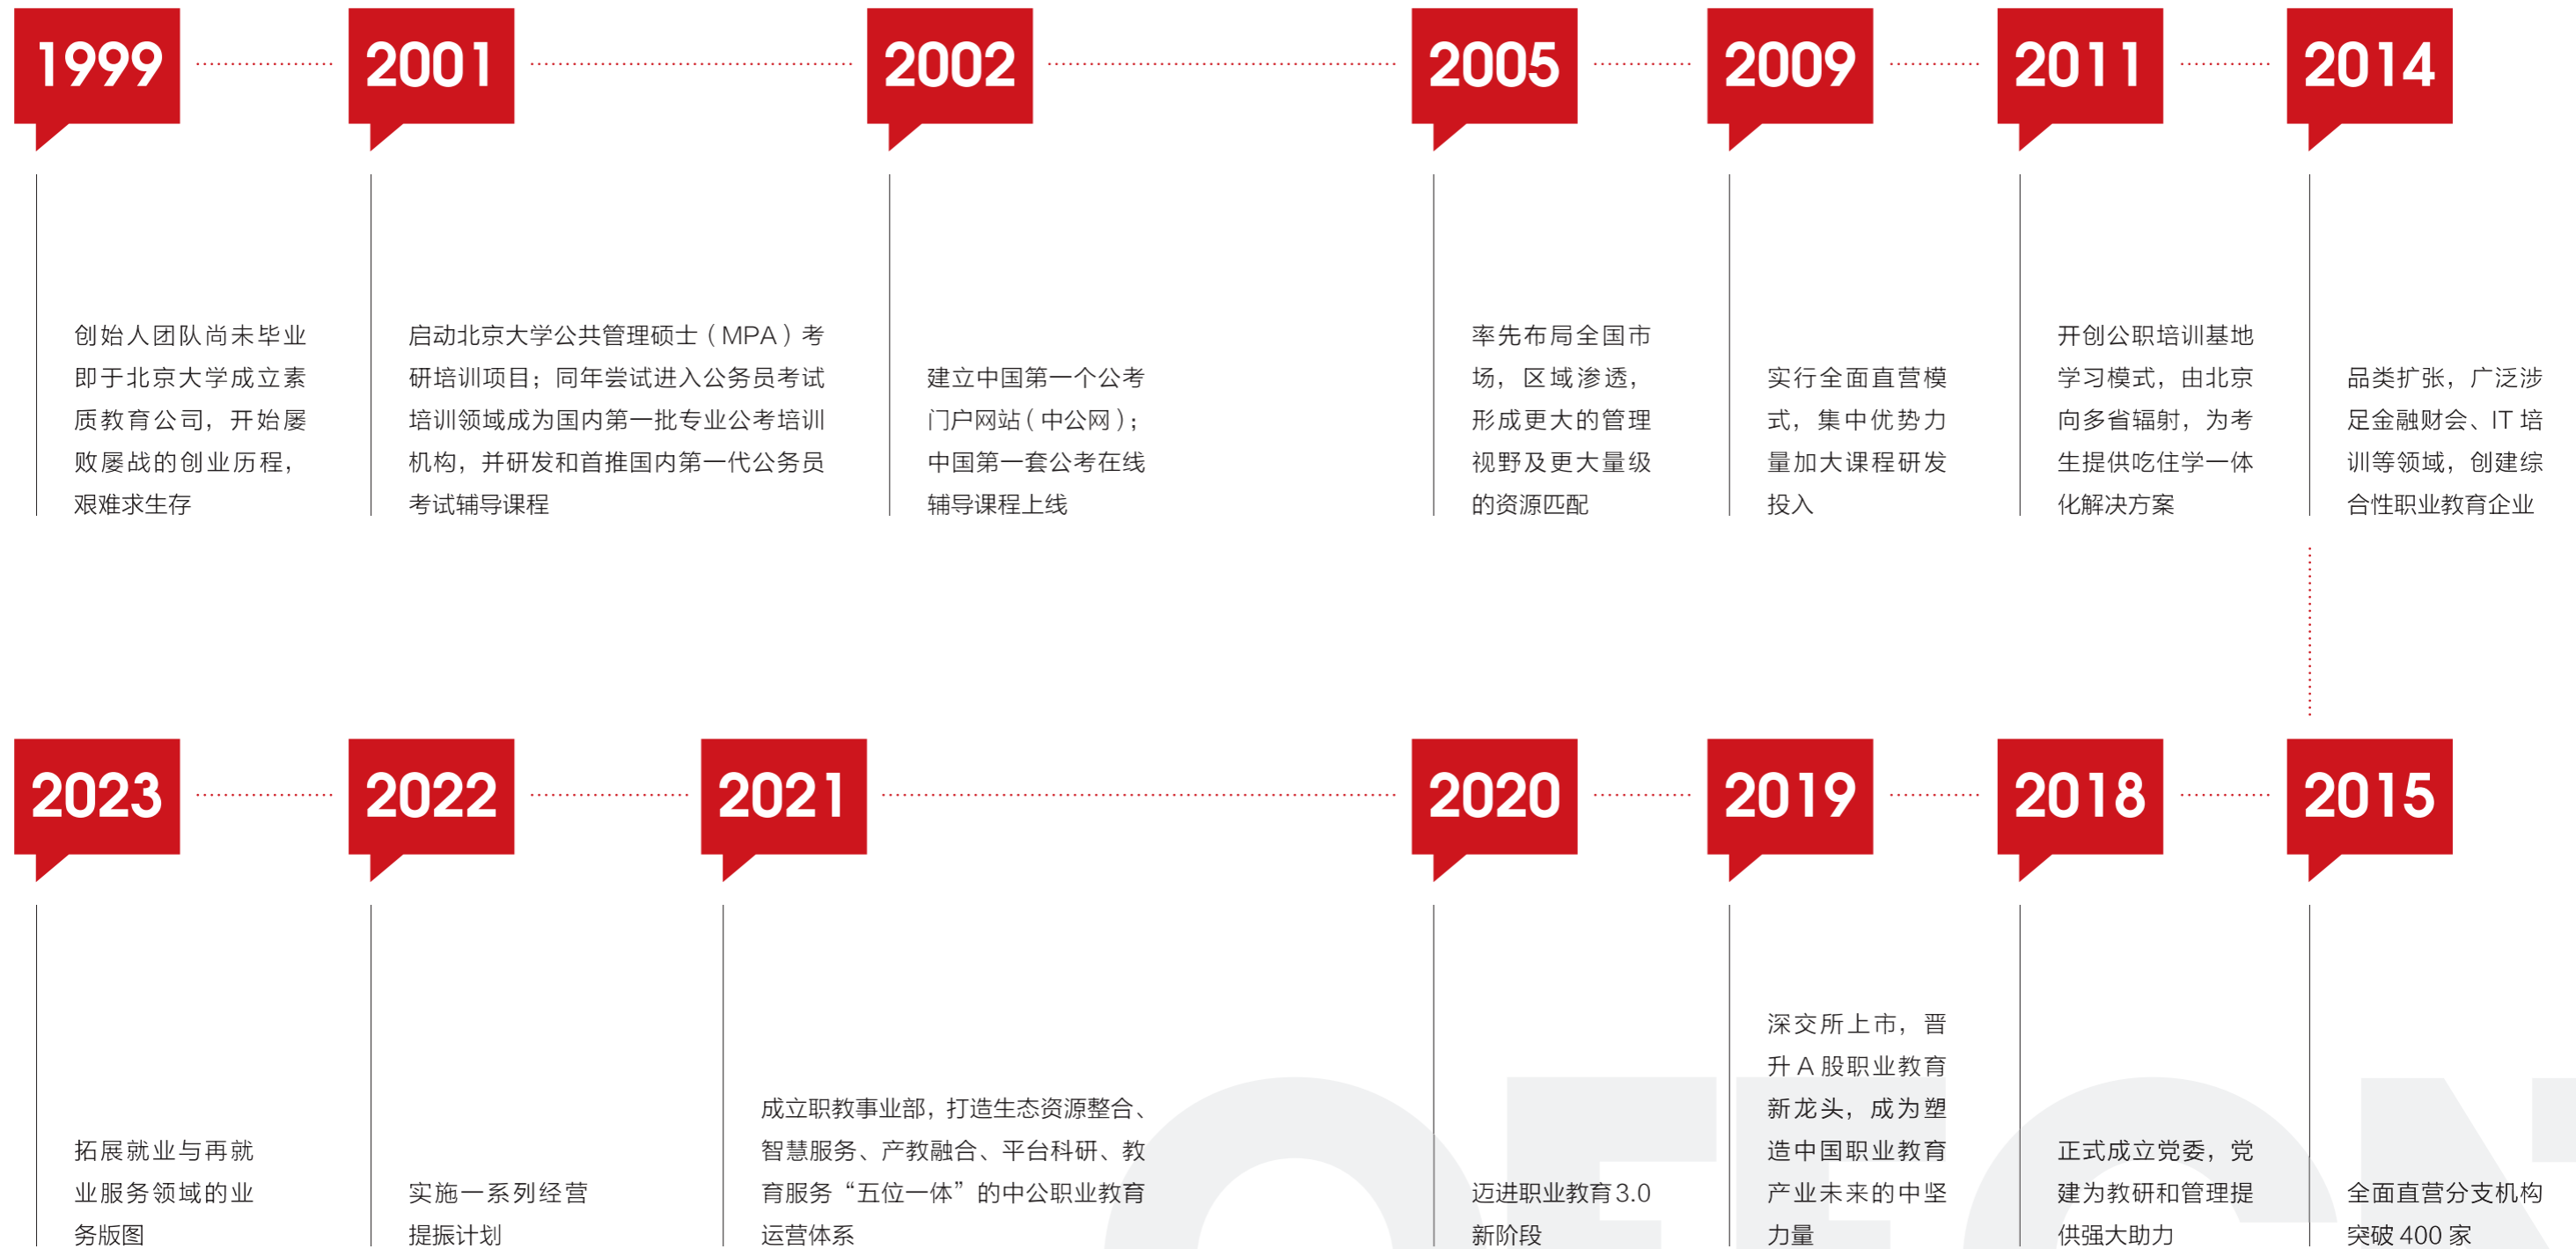 1999
创始人团队尚未毕业
即于北京大学成立素
质教育公司，开始屡
败屡战的创业历程，
艰难求生存
2001
启动北京大学公共管理硕士（MPA）考
研培训项目；同年尝试进入公务员考试
培训领域成为国内第一批专业公考培训
机构，并研发和首推国内第一代公务员
考试辅导课程
2002
建立中国第一个公考
门户网站（中公网）；
中国第一套公考在线
辅导课程上线
2005
率先布局全国市
场，区域渗透，
形成更大的管理
视野及更大量级
的资源匹配
2009
实行全面直营模
式，集中优势力
量加大课程研发
投入
2011
开创公职培训基地
学习模式，由北京
向多省辐射，为考
生提供吃住学一体
化解决方案
2014
品类扩张，广泛涉
足金融财会、IT 培
训等领域，创建综
合性职业教育企业
2015
全面直营分支机构
突破 400 家
2018
正式成立党委，党
建为教研和管理提
供强大助力
2019
深交所上市，晋
升 A 股职业教育
新龙头，成为塑
造中国职业教育
产业未来的中坚
力量
2020
迈进职业教育3.0
新阶段
2021
成立职教事业部，打造生态资源整合、
智慧服务、产教融合、平台科研、教
育服务“五位一体”的中公职业教育
运营体系
2022
实施一系列经营
提振计划
2023
拓展就业与再就
业服务领域的业
务版图